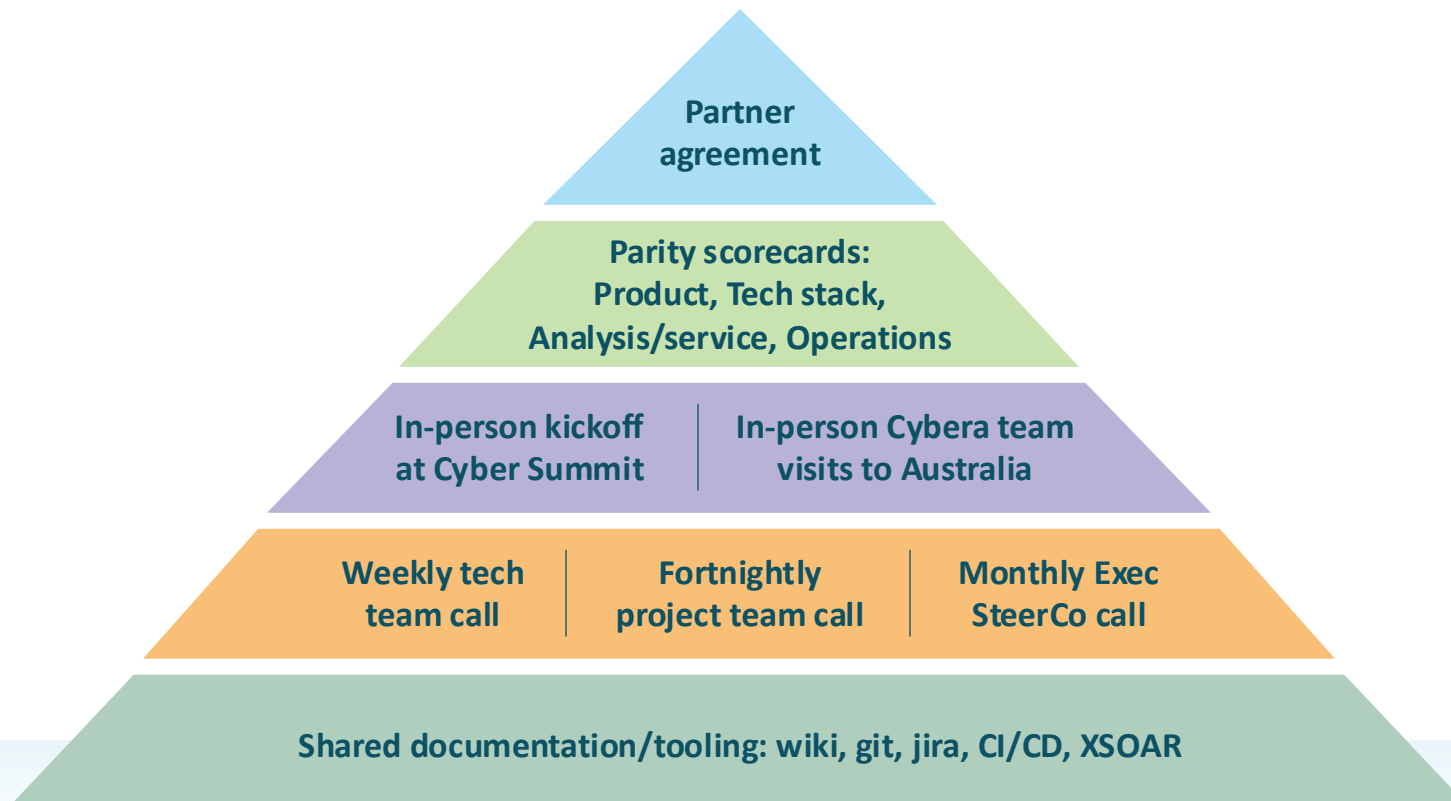 Partner
agreement
Parity scorecards:
Product, Tech stack,
Analysis/service, Operations
In-person kickoff
at Cyber Summit
In-person Cybera team
visits to Australia
Weekly tech
team call
Fortnightly
project team call
Monthly Exec
SteerCo call
Shared documentation/tooling: wiki, git, jira, CI/CD, XSOAR